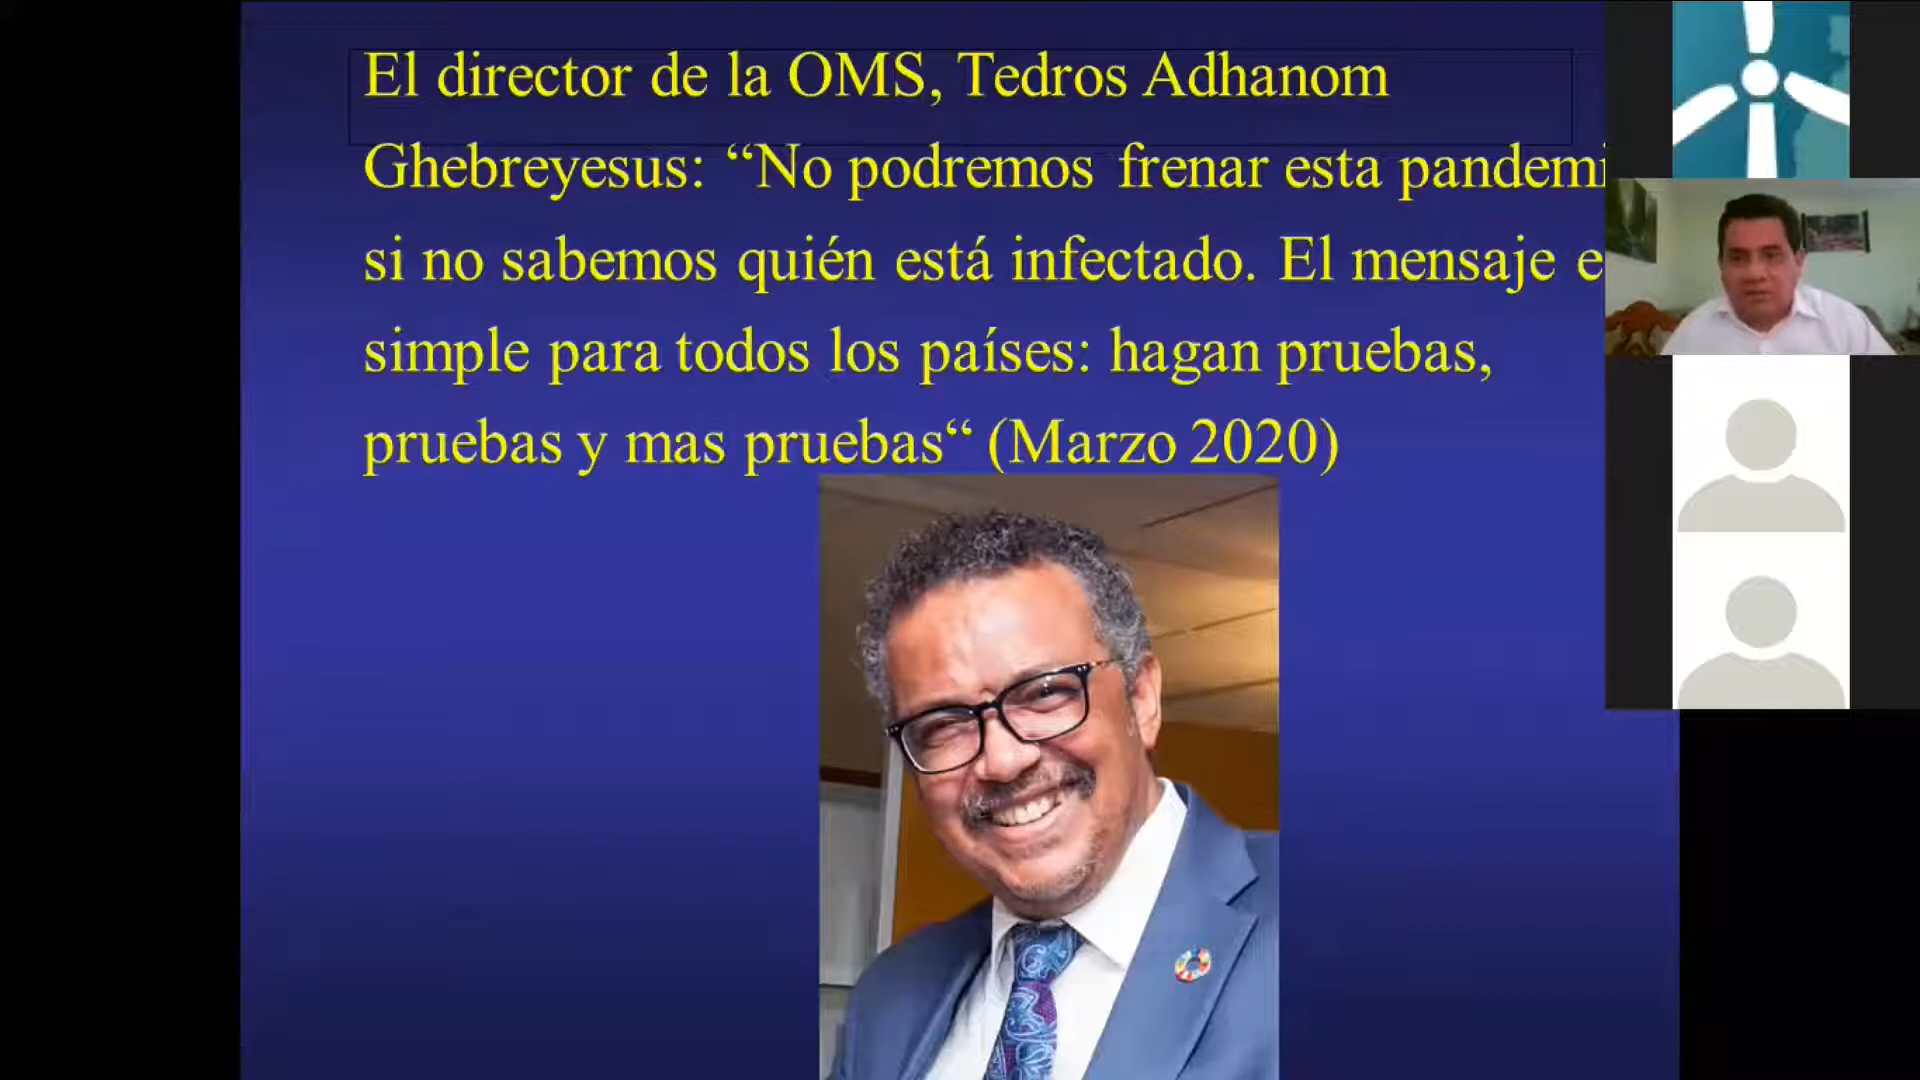 El director de la OMS, Tedros Adhanom
Ghebreyesus: “No podremos frenar esta pandemi
si no sabemos quién está infectado. El mensaje e
simple para todos los países: hagan pruebas,
pruebas y mas pruebas“ (Marzo 2020)